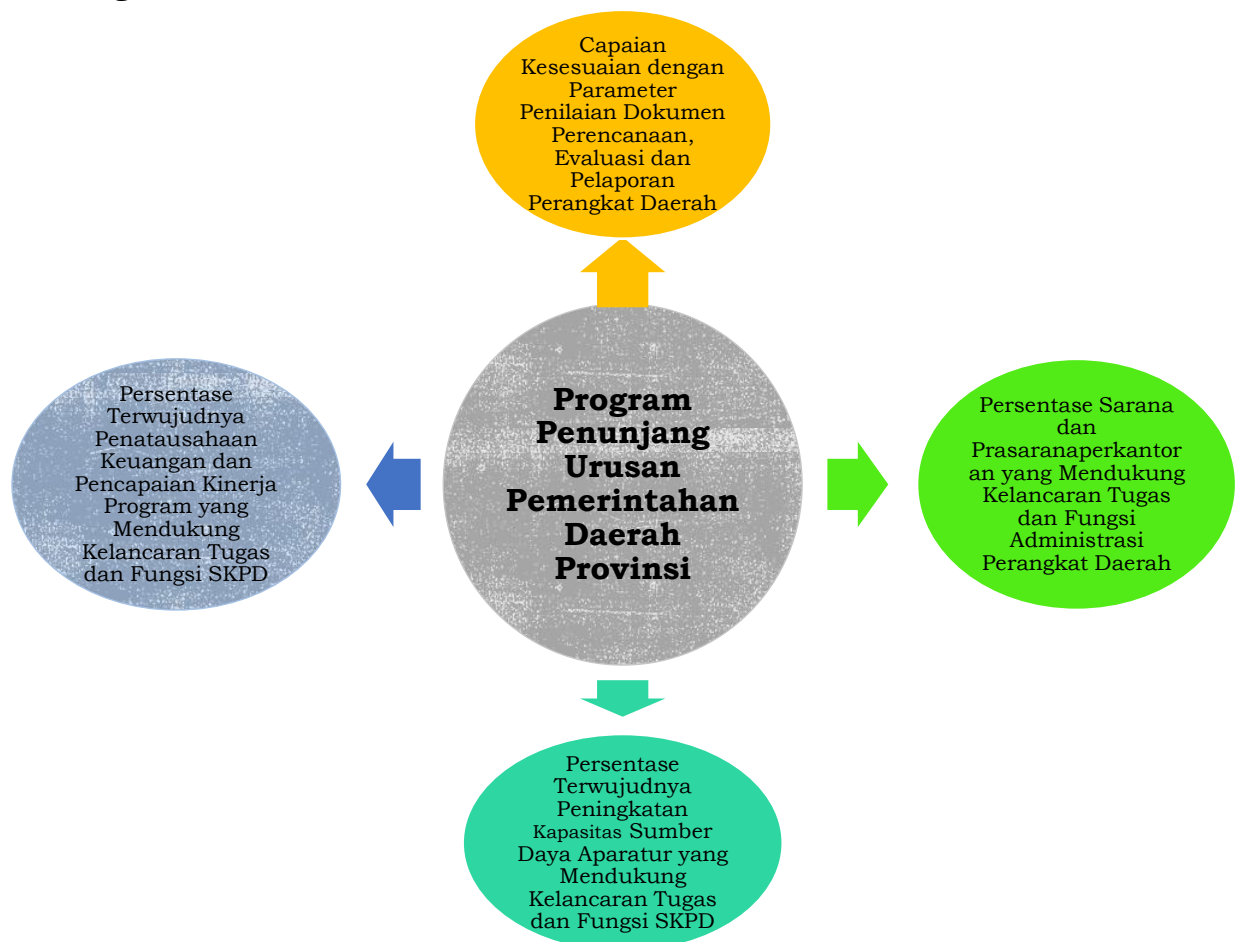 Capaian
Kesesuaian dengan
Parameter
Penilaian Dokumen
Perencanaan,
Evaluasi dan
Pelaporan
Perangkat Daerah
Persentase
Terwujudnya
Penatausahaan
Keuangan dan
Pencapaian Kinerja
Program yang
Mendukung
Kelancaran Tugas
dan Fungsi SKPD
Program
Penunjang
Urusan
Pemerintahan
Daerah
Provinsi
Persentase Sarana
dan
Prasaranaperkantor
an yang Mendukung
Kelancaran Tugas
dan Fungsi
Administrasi
Perangkat Daerah
Persentase
Terwujudnya
Peningkatan
Kapasitas Sumber
Daya Aparatur yang
Mendukung
Kelancaran Tugas
dan Fungsi SKPD